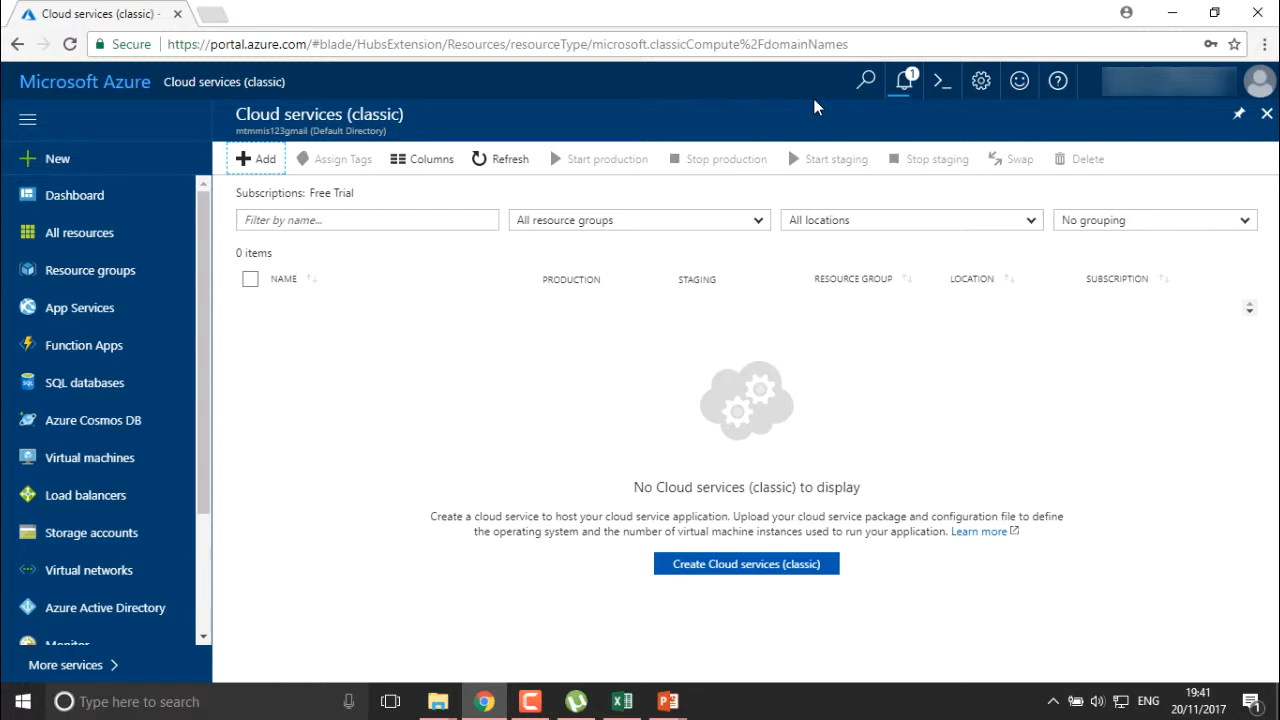 Cloud services (classic) -
Secure
https://portal.azure.com/#blade/HubsExtension/Resources/resourceType/microsoft.classicCompute%2FdomainNames
Microsoft Azure Cloud services (classic)
1
Cloud services (classic)
mtmmis123gmail (Default Directory)
New
Dashboard
All resources
Resource groups
App Services
Function Apps
SQL databases
Azure Cosmos DB
Virtual machines
Load balancers
Storage accounts
Virtual networks
Azure Active Directory
Monitor
More services
Add Assign Tags Columns Refresh Start production Stop production Start staging Stop staging Swap Delete
Subscriptions: Free Trial
Filter by name... All resource groups All locations No grouping
0 items
NAME PRODUCTION STAGING RESOURCE GROUP LOCATION SUBSCRIPTION
No Cloud services (classic) to display
Create a cloud service to host your cloud service application. Upload your cloud service package and configuration file to define
the operating system and the number of virtual machine instances used to run your application. Learn more
Create Cloud services (classic)
Type here to search
ENG
19:41
20/11/2017
1